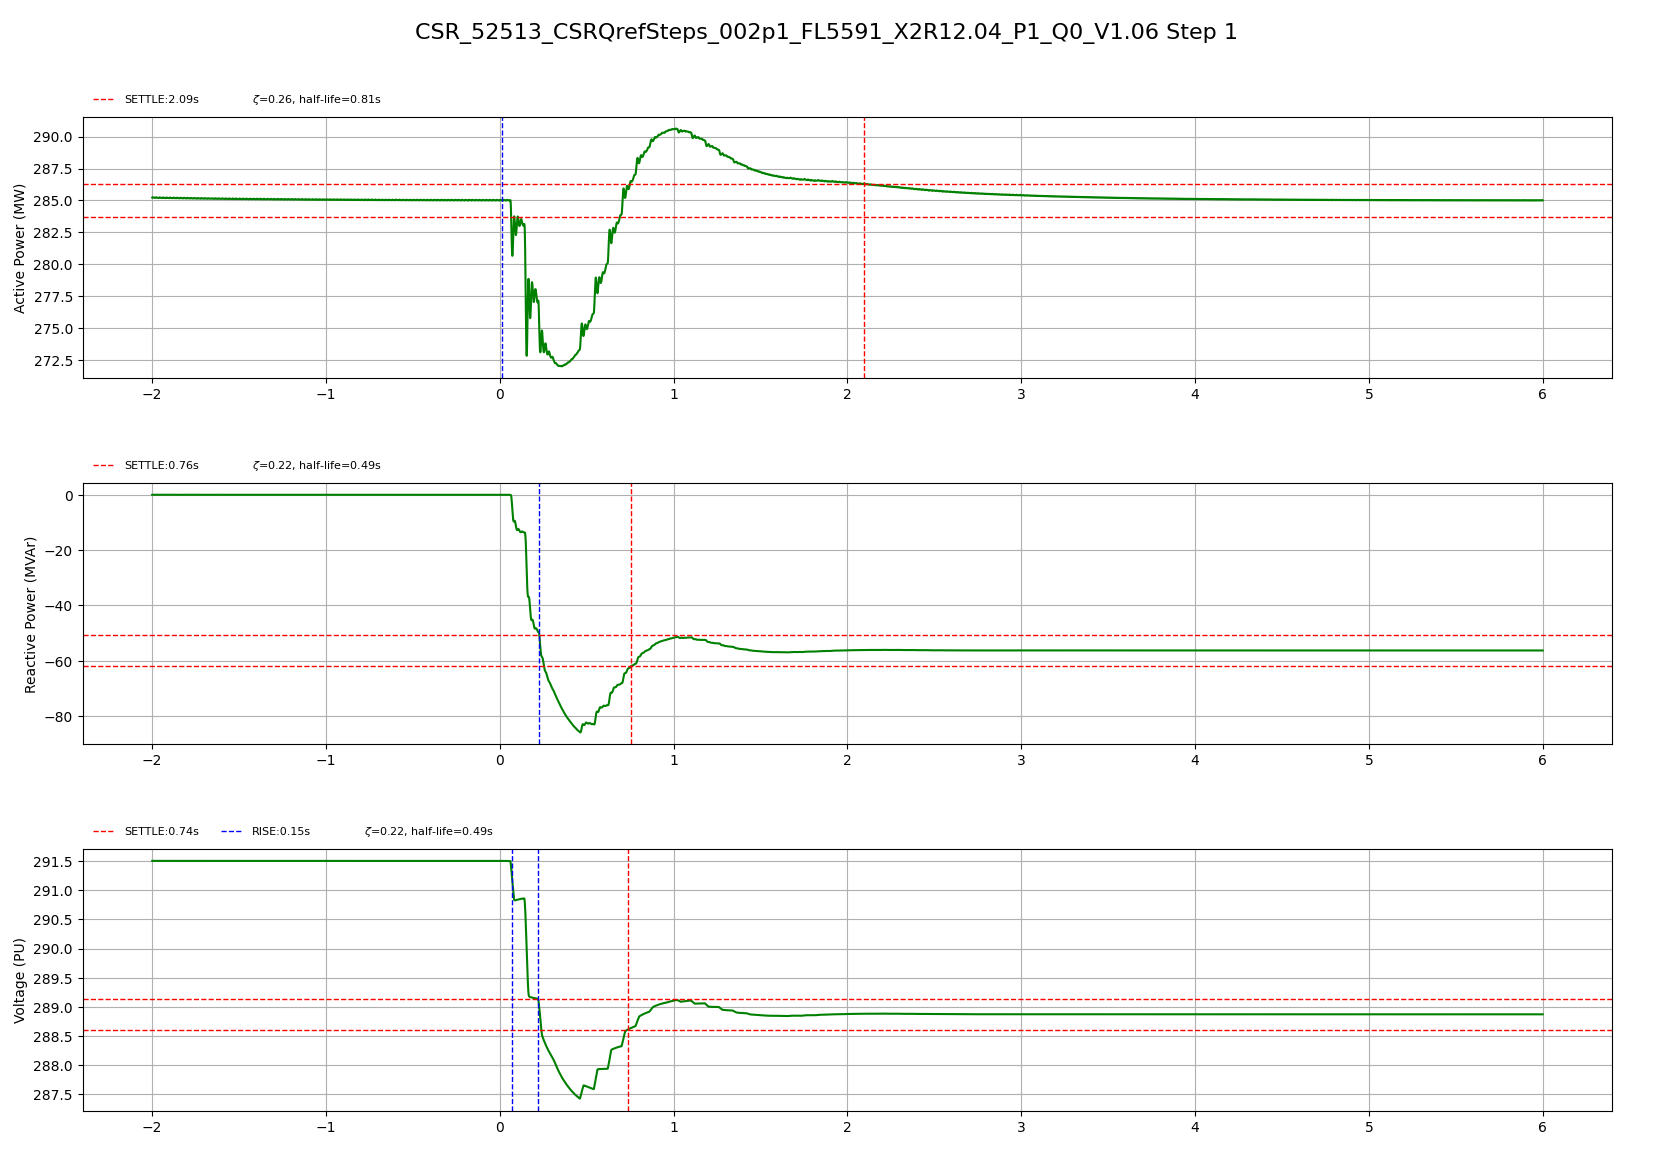 CSR_52513_CSRQrefSteps_002p1_FL5591_X2R12.04_P1_Q0_V1.06 Step 1
SETTLE:2.09s ζ=0.26, half-life=0.81s
Active Power (MW)
290.0
287.5
285.0
282.5
280.0
277.5
275.0
272.5
−2 −1 0 1 2 3 4 5 6
SETTLE:0.76s ζ=0.22, half-life=0.49s
Reactive Power (MVAr)
0
−20
−40
−60
−80
−2 −1 0 1 2 3 4 5 6
SETTLE:0.74s RISE:0.15s ζ=0.22, half-life=0.49s
Voltage (PU)
291.5
291.0
290.5
290.0
289.5
289.0
288.5
288.0
287.5
−2 −1 0 1 2 3 4 5 6